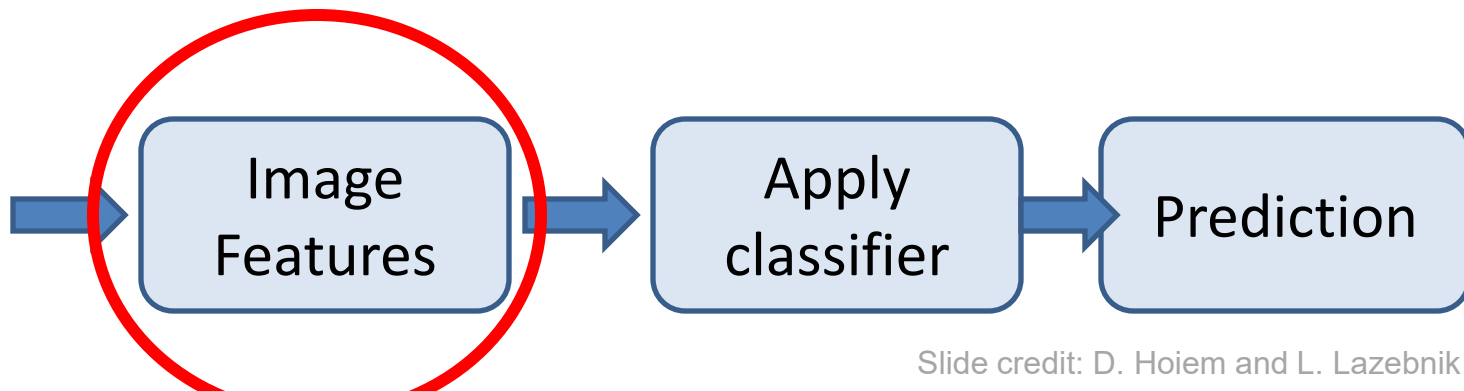 Image
Features
Apply
classifier
Prediction
Slide credit: D. Hoiem and L. Lazebnik